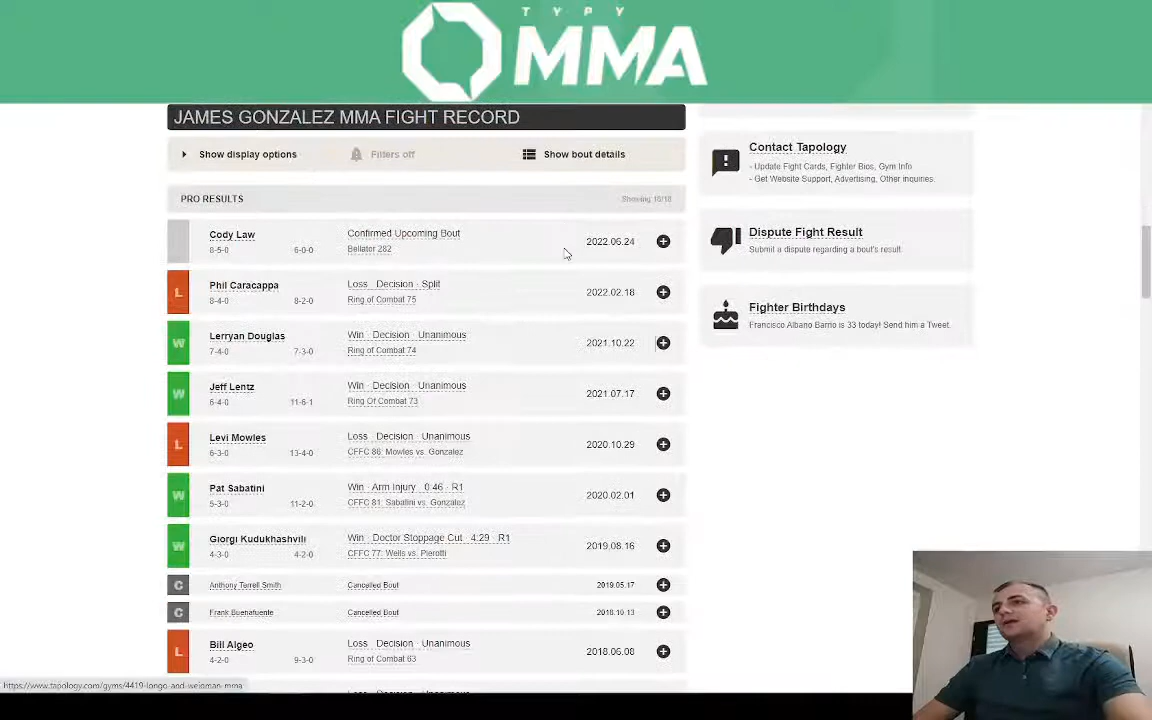 TYPY
MMA
JAMES GONZALEZ MMA FIGHT RECORD
Show display options
Filters off
Show bout details
PRO RESULTS
Showing 18/18
Cody Law
8-5-0
6-0-0
Confirmed Upcoming Bout
Bellator 282
2022.06.24
L
Phil Caracappa
8-4-0
8-2-0
Loss · Decision · Split
Ring of Combat 75
2022.02.18
W
Lerryan Douglas
7-4-0
7-3-0
Win · Decision · Unanimous
Ring of Combat 74
2021.10.22
W
Jeff Lentz
6-4-0
11-6-1
Win · Decision · Unanimous
Ring Of Combat 73
2021.07.17
L
Levi Mowles
6-3-0
13-4-0
Loss · Decision · Unanimous
CFFC 86: Mowles vs. Gonzalez
2020.10.29
W
Pat Sabatini
5-3-0
11-2-0
Win · Arm Injury · 0:46 · R1
CFFC 81: Sabatini vs. Gonzalez
2020.02.01
W
Giorgi Kudukhashvili
4-3-0
4-2-0
Win · Doctor Stoppage Cut · 4:29 · R1
CFFC 77: Wells vs. Pierotti
2019.08.16
C
Anthony Terrell Smith
Cancelled Bout
2019.05.17
C
Frank Buenafuente
Cancelled Bout
2018.10.13
L
Bill Algeo
4-2-0
9-3-0
Loss · Decision · Unanimous
Ring of Combat 63
2018.06.08
Contact Tapology
- Update Fight Cards, Fighter Bios, Gym Info
- Get Website Support, Advertising, Other inquiries.
Dispute Fight Result
Submit a dispute regarding a bout's result.
Fighter Birthdays
Francisco Albano Barrio is 33 today! Send him a Tweet.
https://www.tapology.com/gyms/4419-longo-and-weidman-mma